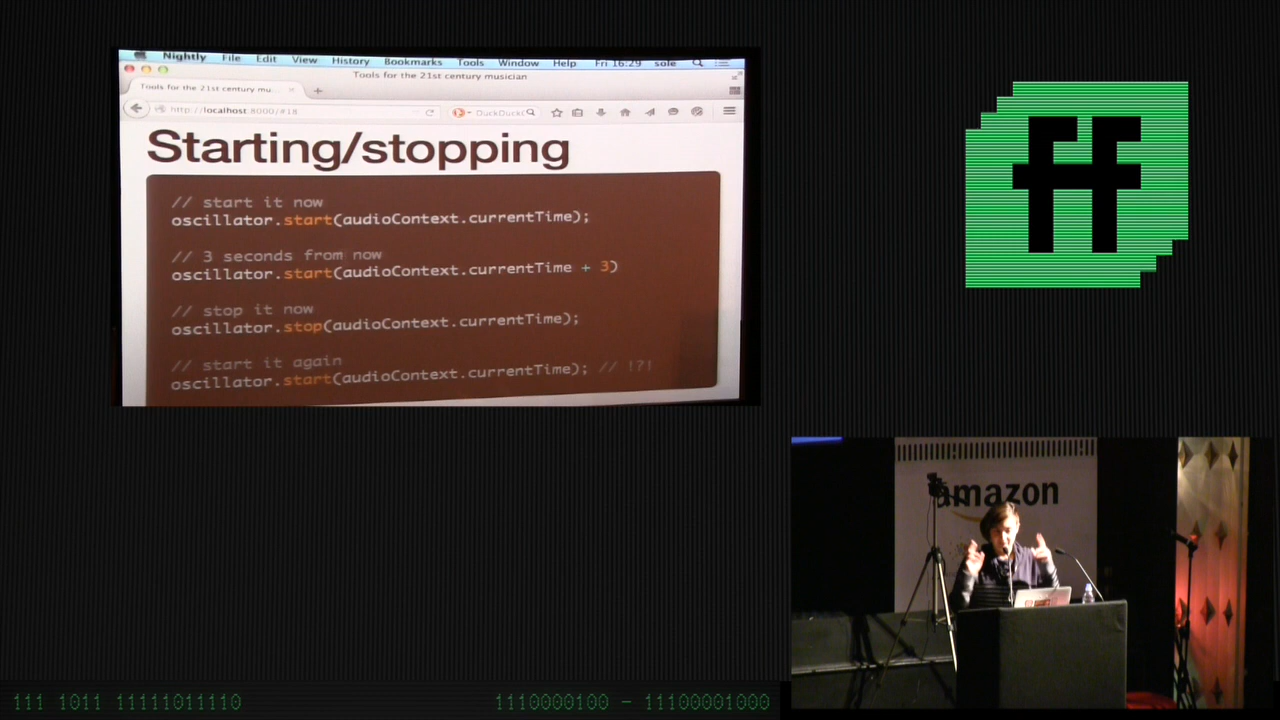 Nightly File Edit View History Bookmarks Tools Window Help Fri 16:29 sole
Tools for the 21st century musician
Tools for the 21st century mu...
http://localhost:8000/#18
DuckDuckG
Starting/stopping
// start it now
oscillator.start(audioContext.currentTime);
// 3 seconds from now
oscillator.start(audioContext.currentTime + 3)
// stop it now
oscillator.stop(audioContext.currentTime);
// start it again
oscillator.start(audioContext.currentTime); // !?!
ff
amazon
111 1011 11111011110
1110000100 - 11100001000